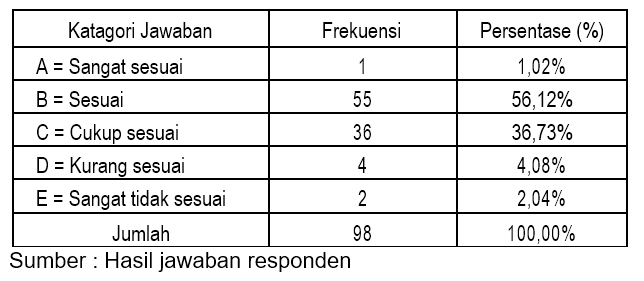 Katagori Jawaban Frekuensi Persentase (%)
A = Sangat sesuai 1 1,02%
B = Sesuai 55 56,12%
C = Cukup sesuai 36 36,73%
D = Kurang sesuai 4 4,08%
E = Sangat tidak sesuai 2 2,04%
Jumlah 98 100,00%
Sumber : Hasil jawaban responden